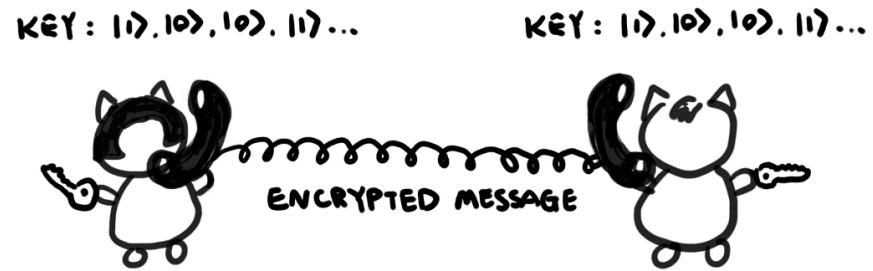 KEY: |1>, |0>, |0>, |1>...
KEY: |1>, |0>, |0>, |1>...
ENCRYPTED MESSAGE